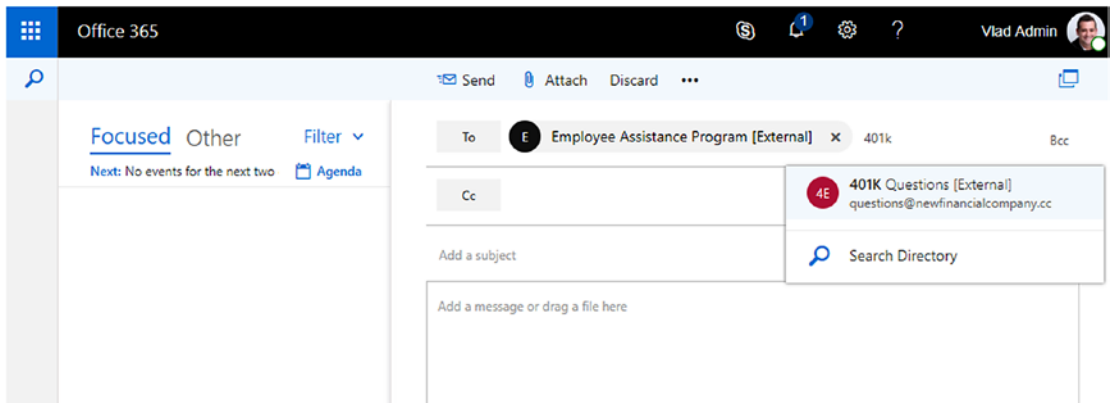 Office 365
1
?
Vlad Admin
Send
Attach
Discard
•••
Focused
Other
Filter
Next: No events for the next two
Agenda
To
E
Employee Assistance Program [External]
401k
Bcc
4E
401K Questions [External]
questions@newfinancialcompany.cc
Cc
Search Directory
Add a subject
Add a message or drag a file here